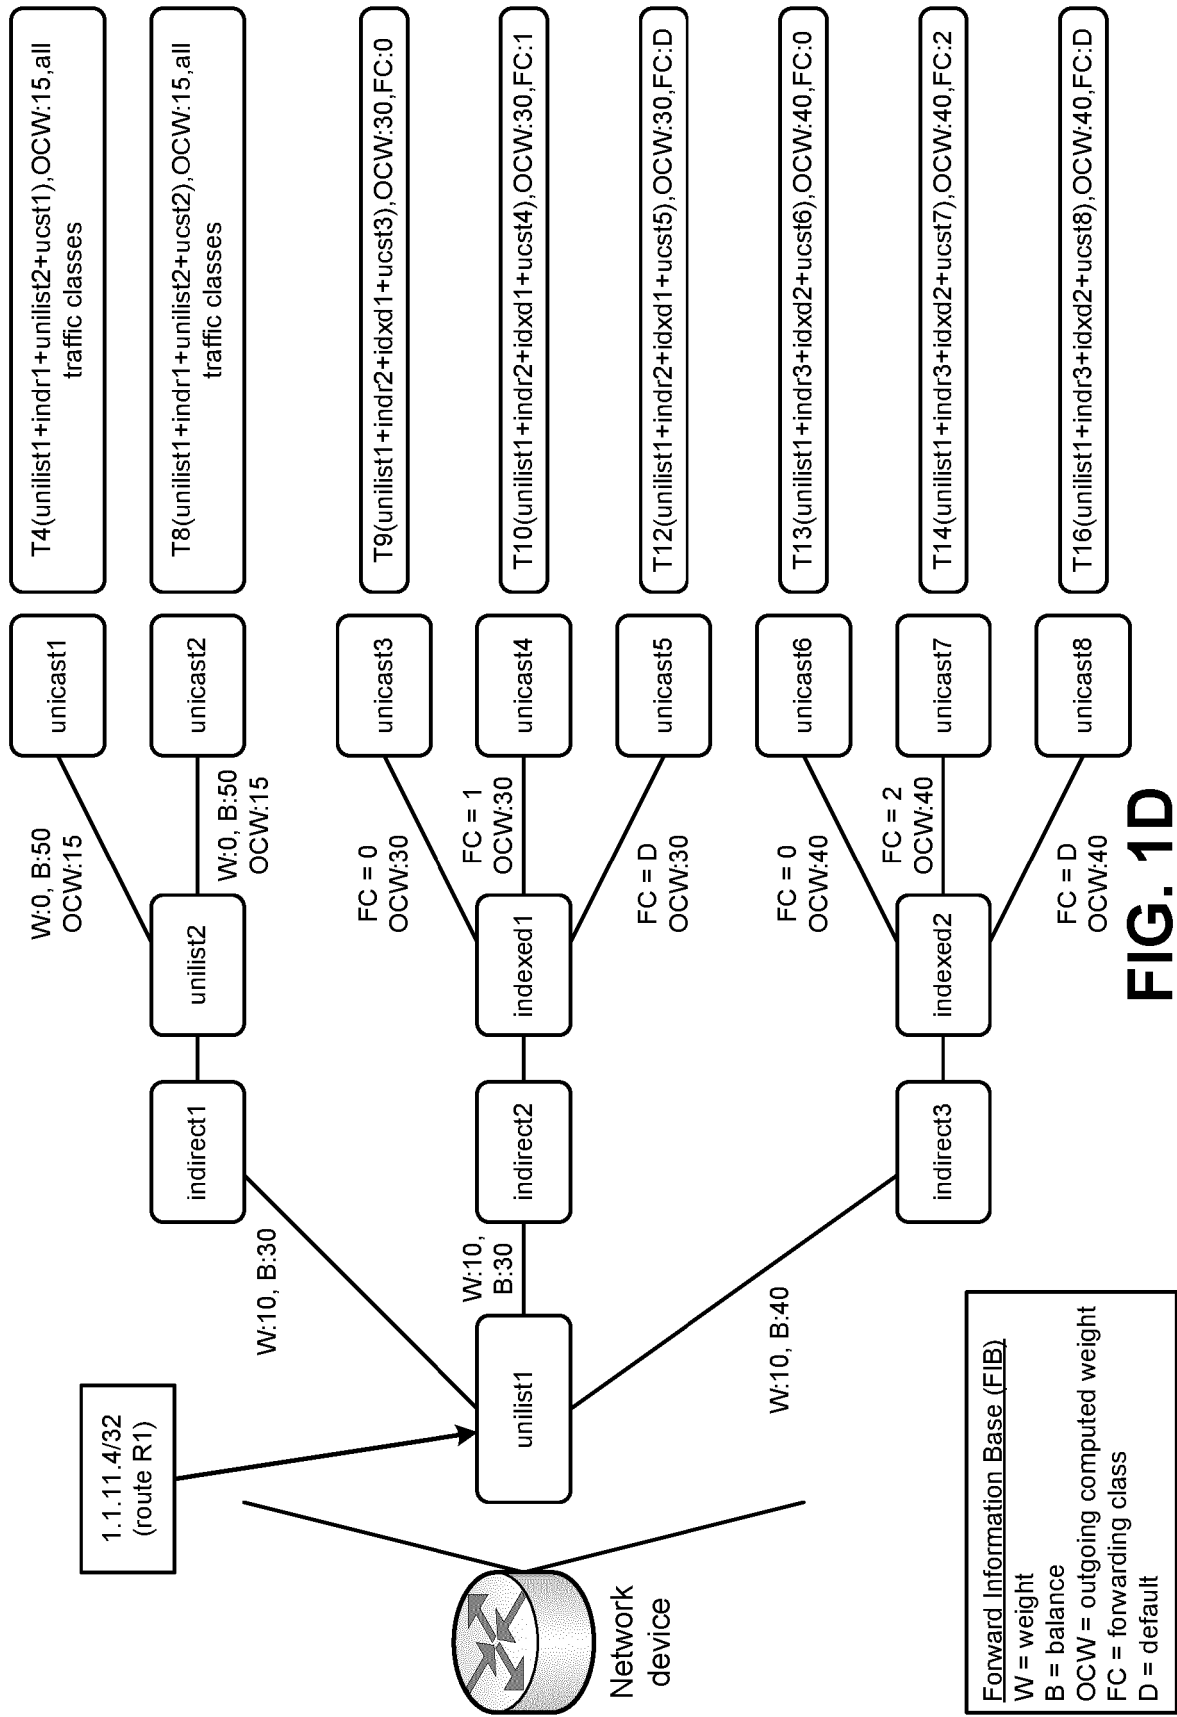 1.1.11.4/32
(route R1)
Network
device
unilist1
W:10, B:30
W:10,
B:30
W:10, B:40
indirect1
indirect2
indirect3
unilist2
indexed1
indexed2
W:0, B:50
OCW:15
W:0, B:50
OCW:15
FC = 0
OCW:30
FC = 1
OCW:30
FC = D
OCW:30
FC = 0
OCW:40
FC = 2
OCW:40
FC = D
OCW:40
unicast1
unicast2
unicast3
unicast4
unicast5
unicast6
unicast7
unicast8
T4(unilist1+indr1+unilist2+ucst1),OCW:15,all
traffic classes
T8(unilist1+indr1+unilist2+ucst2),OCW:15,all
traffic classes
T9(unilist1+indr2+idxd1+ucst3),OCW:30,FC:0
T10(unilist1+indr2+idxd1+ucst4),OCW:30,FC:1
T12(unilist1+indr2+idxd1+ucst5),OCW:30,FC:D
T13(unilist1+indr3+idxd2+ucst6),OCW:40,FC:0
T14(unilist1+indr3+idxd2+ucst7),OCW:40,FC:2
T16(unilist1+indr3+idxd2+ucst8),OCW:40,FC:D
Forward Information Base (FIB)
W = weight
B = balance
OCW = outgoing computed weight
FC = forwarding class
D = default
FIG. 1D